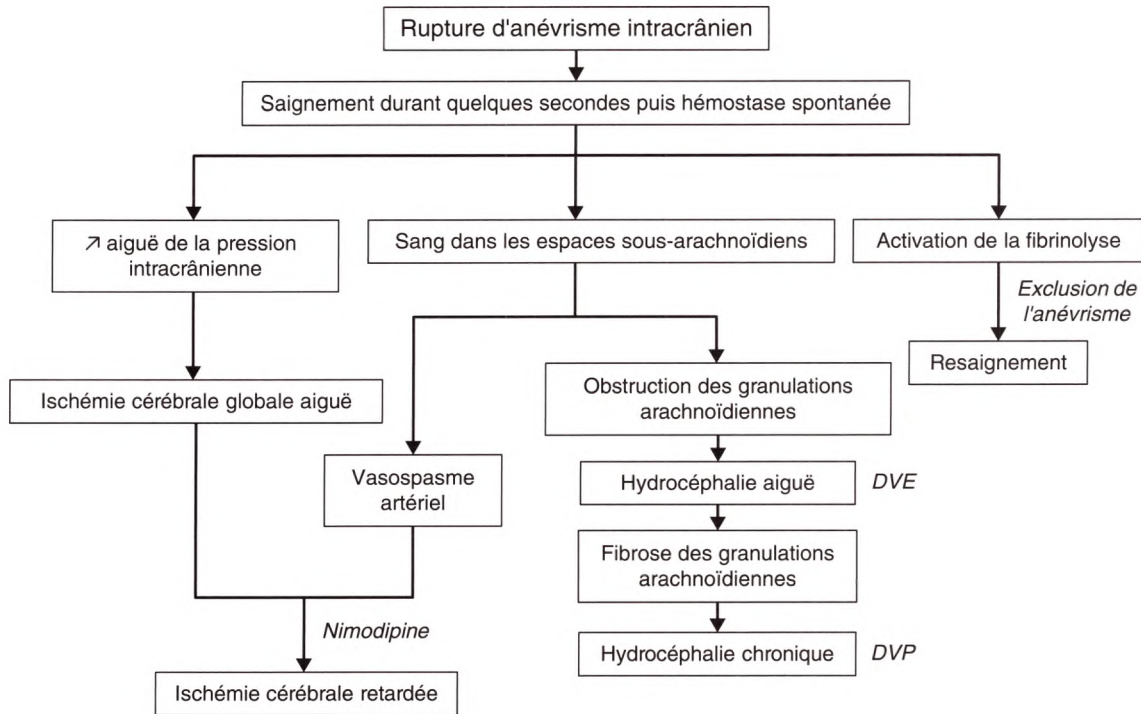 Rupture d'anévrisme intracrânien
Saignement durant quelques secondes puis hémostase spontanée
↗ aiguë de la pression
intracrânienne
Sang dans les espaces sous-arachnoïdiens
Activation de la fibrinolyse
Exclusion de
l'anévrisme
Resaignement
Ischémie cérébrale globale aiguë
Obstruction des granulations
arachnoïdiennes
Vasospasme
artériel
Hydrocéphalie aiguë
DVE
Fibrose des granulations
arachnoïdiennes
Nimodipine
Hydrocéphalie chronique
DVP
Ischémie cérébrale retardée